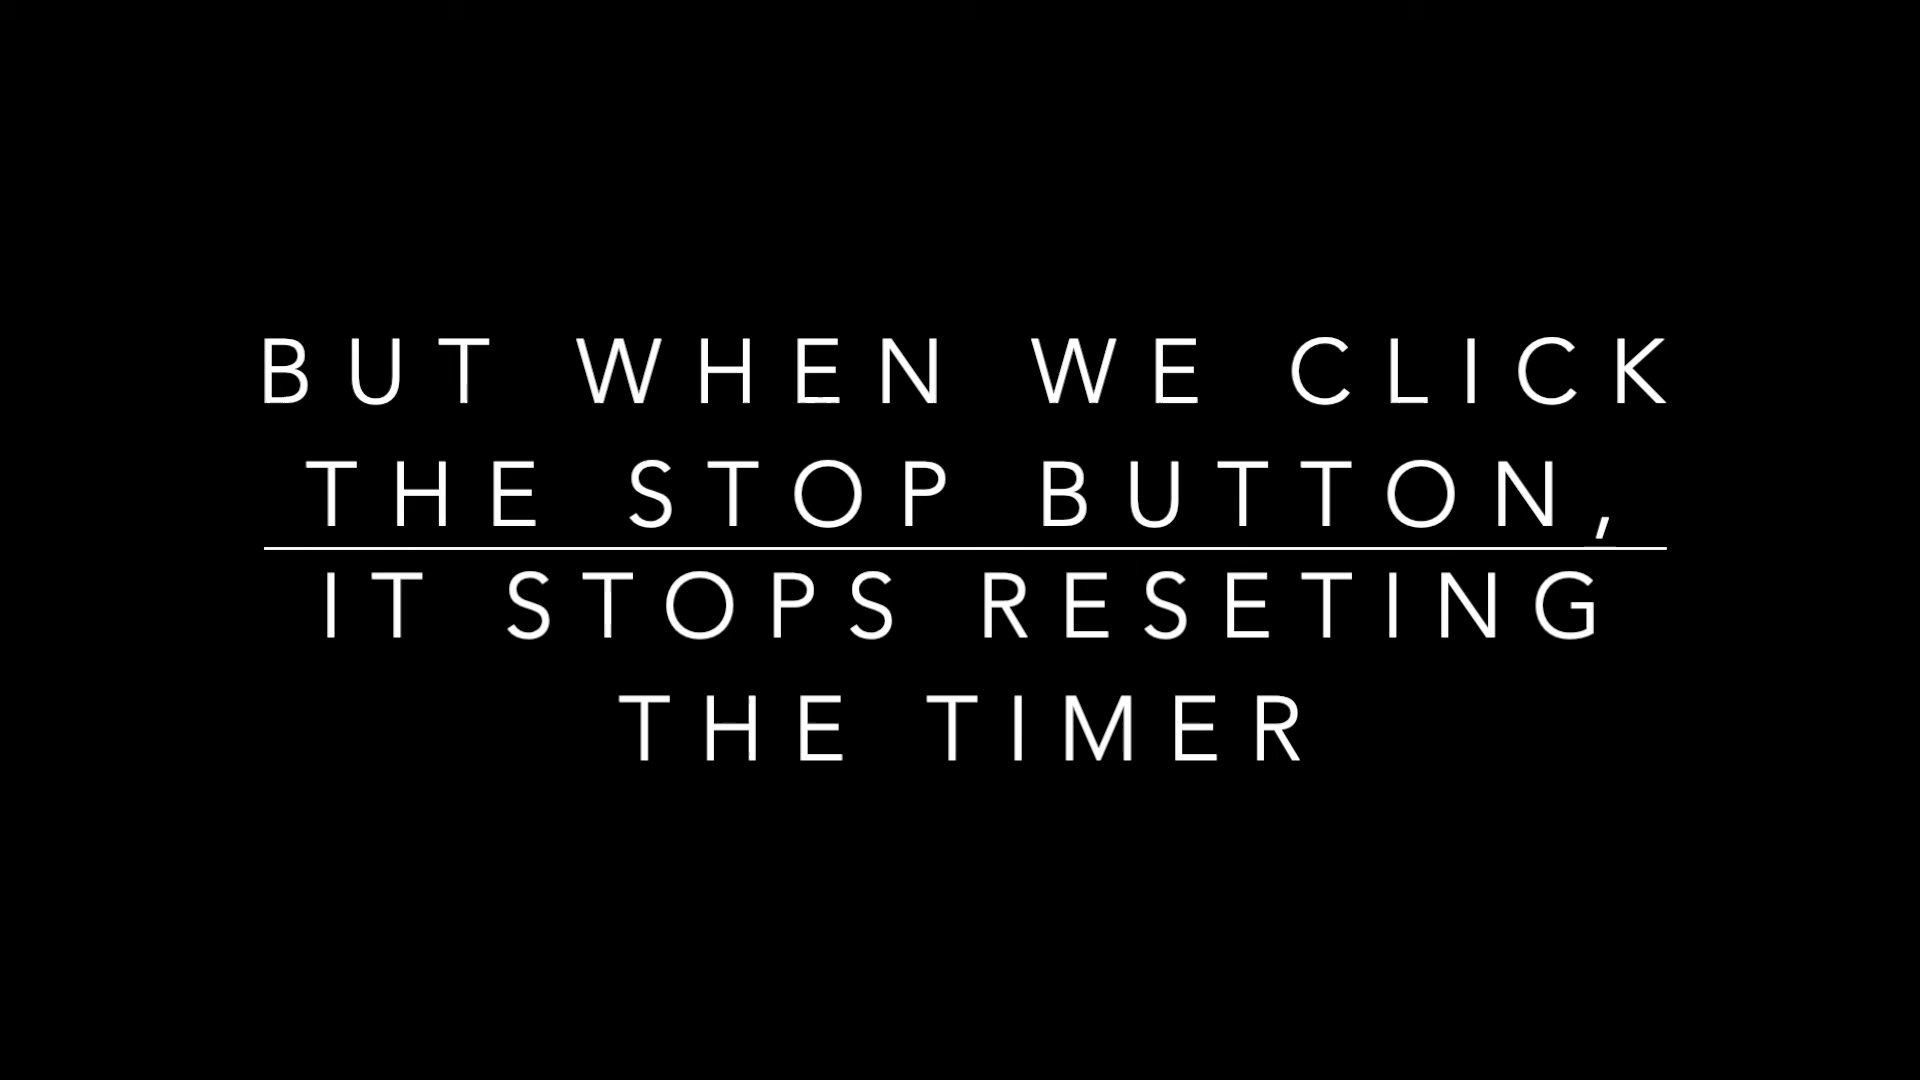 BUT WHEN WE CLICK
THE STOP BUTTON,
IT STOPS RESETING
THE TIMER